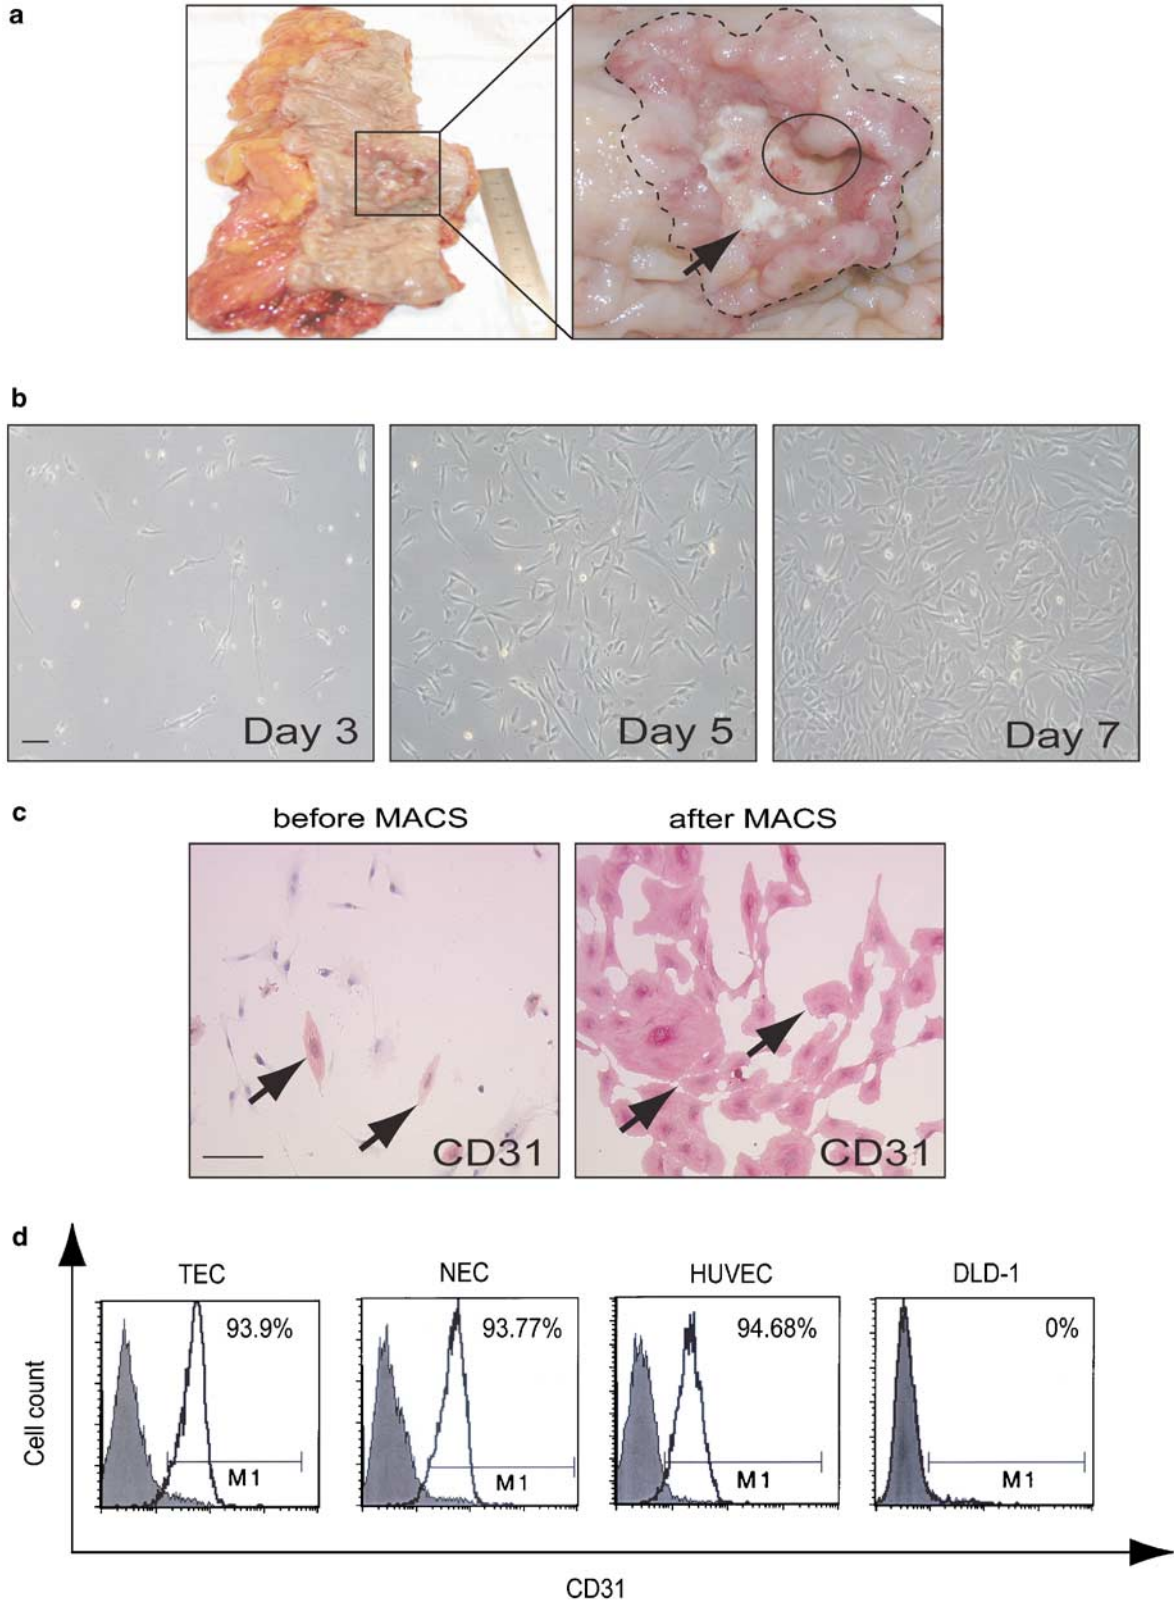 a
b
Day 3
Day 5
Day 7
c
before MACS
after MACS
CD31
CD31
d
TEC
NEC
HUVEC
DLD-1
93.9%
93.77%
94.68%
0%
M1
M1
M1
M1
Cell count
CD31